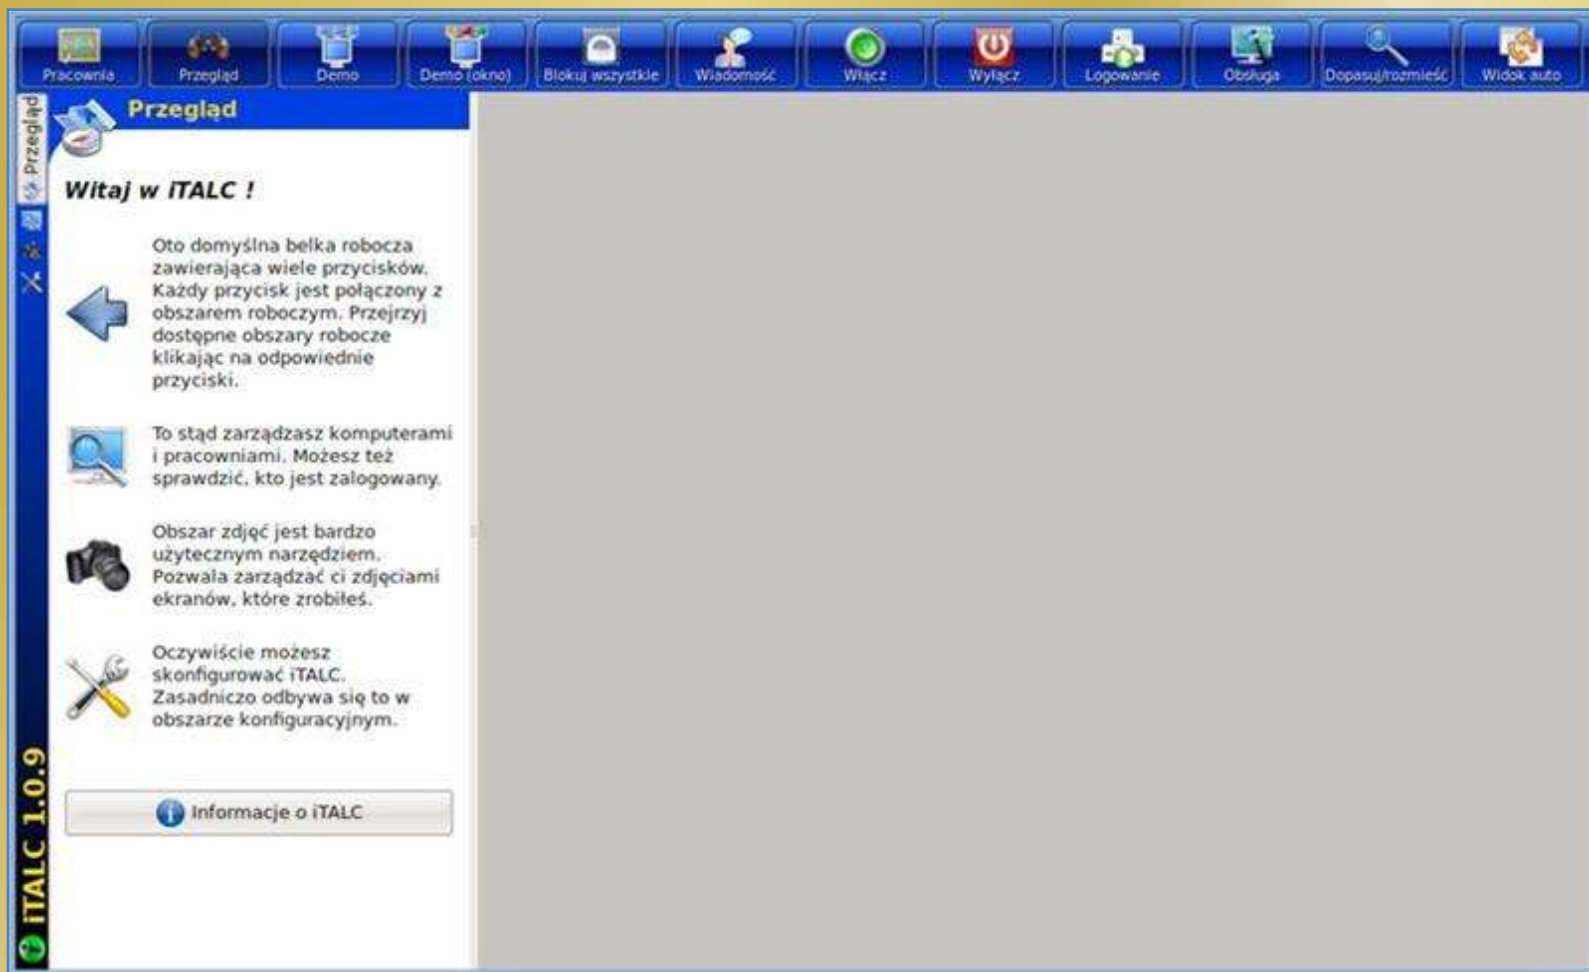 Pracownia
Przegląd
Demo
Demo (okno)
Blokuj wszystkie
Wiadomość
Włącz
Wyłącz
Logowanie
Obsługa
Dopasuj/rozmieść
Widok auto
Przegląd
Przegląd
Witaj w iTALC !
Oto domyślna belka robocza
zawierająca wiele przycisków.
Każdy przycisk jest połączony z
obszarem roboczym. Przejrzyj
dostępne obszary robocze
klikając na odpowiednie
przyciski.
To stąd zarządzasz komputerami
i pracowniami. Możesz też
sprawdzić, kto jest zalogowany.
Obszar zdjęć jest bardzo
użytecznym narzędziem.
Pozwala zarządzać ci zdjęciami
ekranów, które zrobiłeś.
Oczywiście możesz
skonfigurować iTALC.
Zasadniczo odbywa się to w
obszarze konfiguracyjnym.
Informacje o iTALC
iTALC 1.0.9